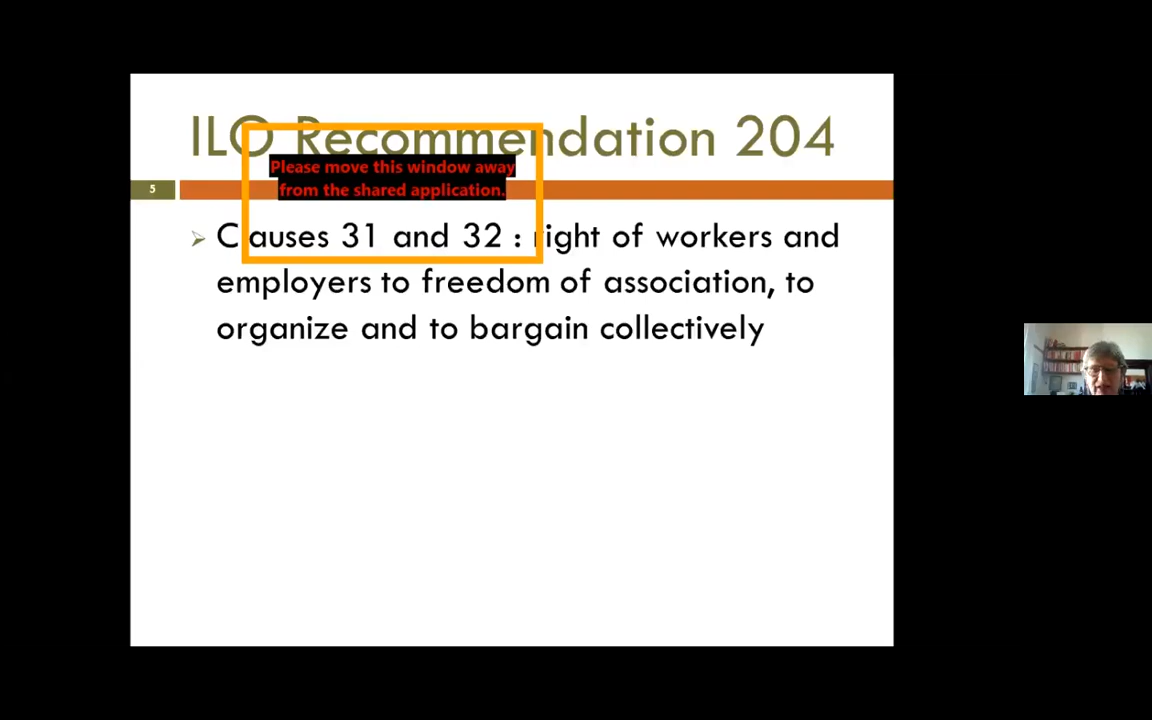 ILO Recommendation 204
Please move this window away
from the shared application.
5
Clauses 31 and 32 : right of workers and
employers to freedom of association, to
organize and to bargain collectively